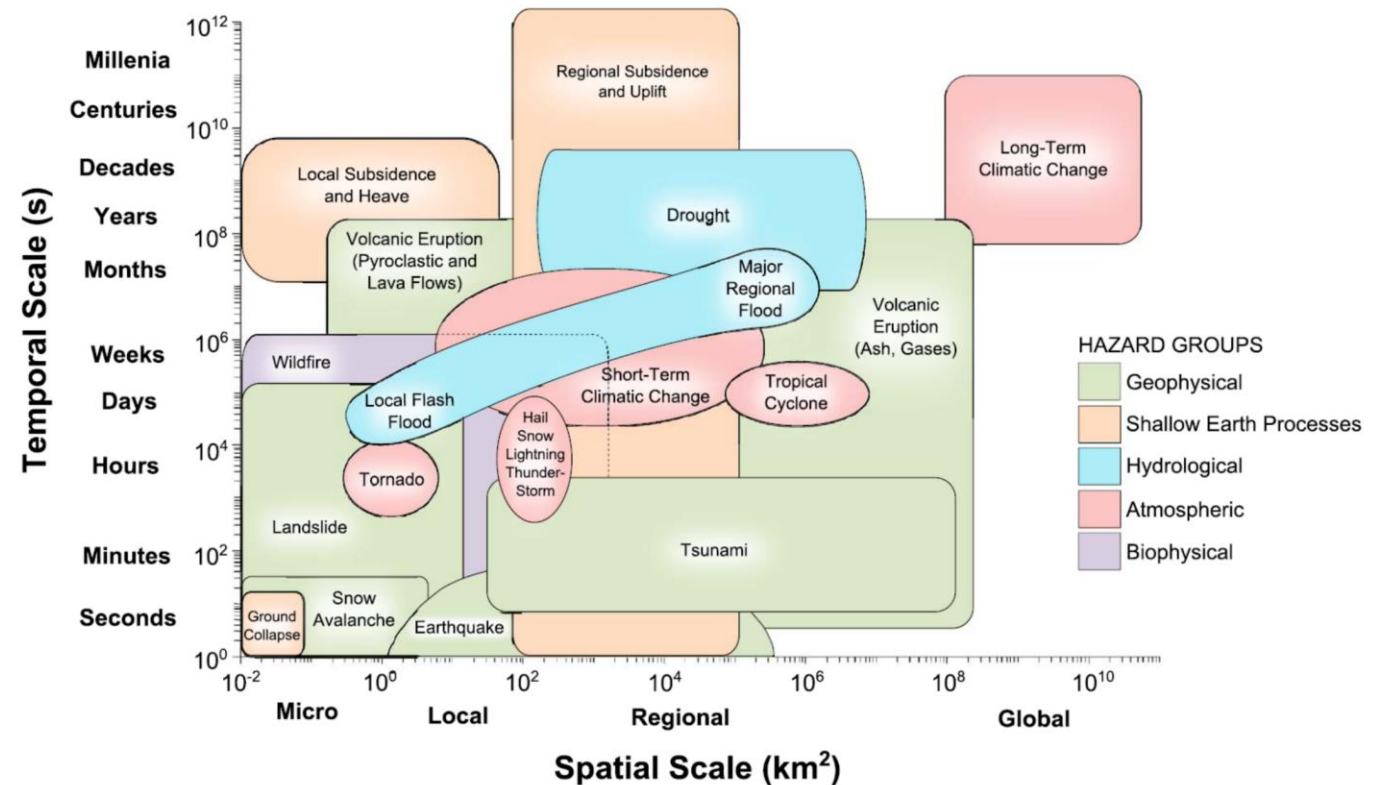 Temporal Scale (s)
Millenia
Centuries
Decades
Years
Months
Weeks
Days
Hours
Minutes
Seconds
10¹²
10¹⁰
10⁸
10⁶
10⁴
10²
10⁰
Regional Subsidence
and Uplift
Long-Term
Climatic Change
Local Subsidence
and Heave
Drought
Volcanic Eruption
(Pyroclastic and
Lava Flows)
Major
Regional
Flood
Volcanic
Eruption
(Ash, Gases)
Wildfire
Short-Term
Climatic Change
Tropical
Cyclone
Local Flash
Flood
Hail
Snow
Lightning
Thunder-
Storm
Tornado
Landslide
Tsunami
Snow
Avalanche
Ground
Collapse
Earthquake
HAZARD GROUPS
Geophysical
Shallow Earth Processes
Hydrological
Atmospheric
Biophysical
10⁻² 10⁰ 10² 10⁴ 10⁶ 10⁸ 10¹⁰
Micro Local Regional Global
Spatial Scale (km²)